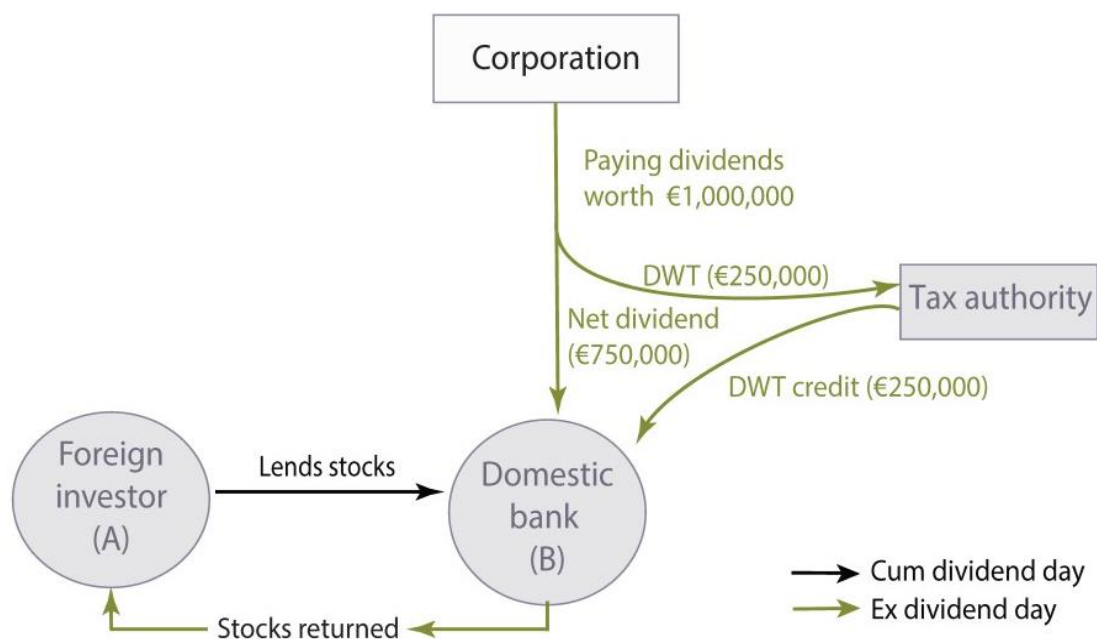 Corporation
Paying dividends
worth €1,000,000
DWT (€250,000)
Tax authority
Net dividend
(€750,000)
DWT credit (€250,000)
Foreign
investor
(A)
Lends stocks
Domestic
bank
(B)
Cum dividend day
Ex dividend day
Stocks returned